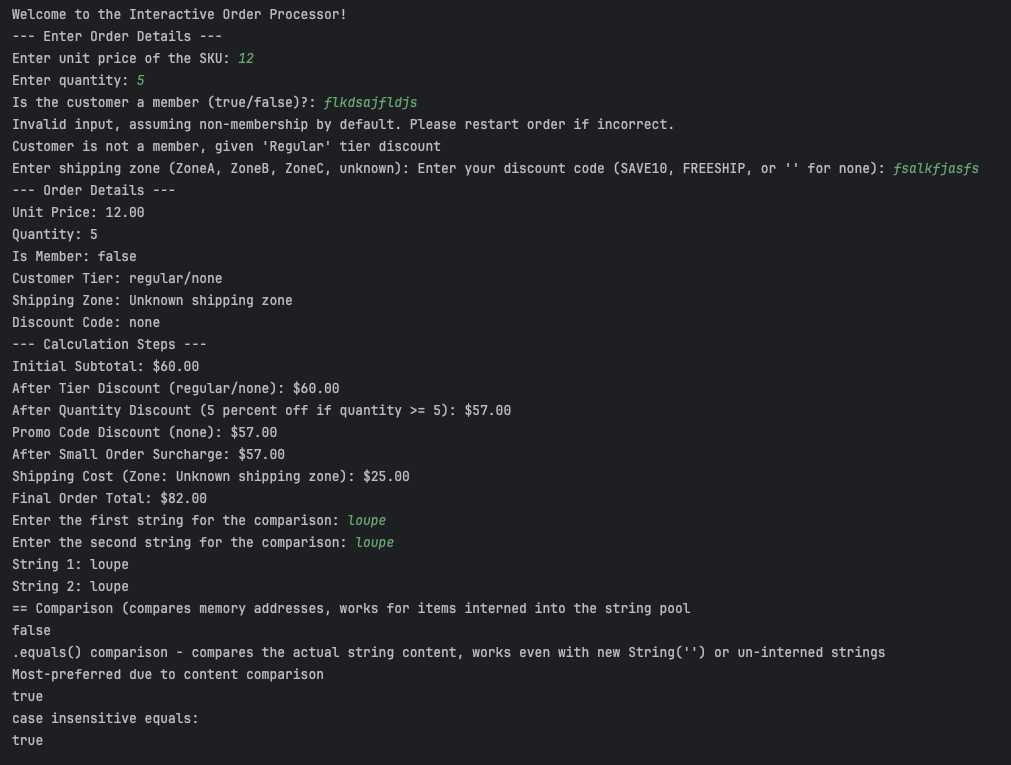 Welcome to the Interactive Order Processor!
--- Enter Order Details ---
Enter unit price of the SKU: 12
Enter quantity: 5
Is the customer a member (true/false)?: flkdsajfldjs
Invalid input, assuming non-membership by default. Please restart order if incorrect.
Customer is not a member, given 'Regular' tier discount
Enter shipping zone (ZoneA, ZoneB, ZoneC, unknown): Enter your discount code (SAVE10, FREESHIP, or '' for none): fsalkfjasfs
--- Order Details ---
Unit Price: 12.00
Quantity: 5
Is Member: false
Customer Tier: regular/none
Shipping Zone: Unknown shipping zone
Discount Code: none
--- Calculation Steps ---
Initial Subtotal: $60.00
After Tier Discount (regular/none): $60.00
After Quantity Discount (5 percent off if quantity >= 5): $57.00
Promo Code Discount (none): $57.00
After Small Order Surcharge: $57.00
Shipping Cost (Zone: Unknown shipping zone): $25.00
Final Order Total: $82.00
Enter the first string for the comparison: loupe
Enter the second string for the comparison: loupe
String 1: loupe
String 2: loupe
== Comparison (compares memory addresses, works for items interned into the string pool
false
.equals() comparison - compares the actual string content, works even with new String('') or un-interned strings
Most-preferred due to content comparison
true
case insensitive equals:
true